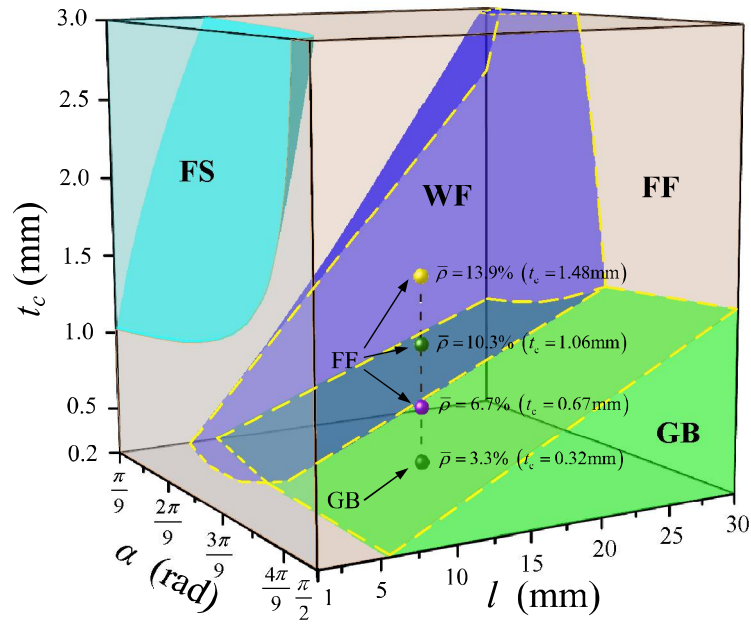 3.0
2.5
2.0
1.5
1.0
0.5
0.2
t_c (mm)
FS
WF
FF
ρ̅ = 13.9% (t_c = 1.48mm)
ρ̅ = 10.3% (t_c = 1.06mm)
FF
ρ̅ = 6.7% (t_c = 0.67mm)
GB
ρ̅ = 3.3% (t_c = 0.32mm)
GB
π/9
2π/9
3π/9
4π/9
π/2
α (rad)
1
5
10
15
20
25
30
l (mm)